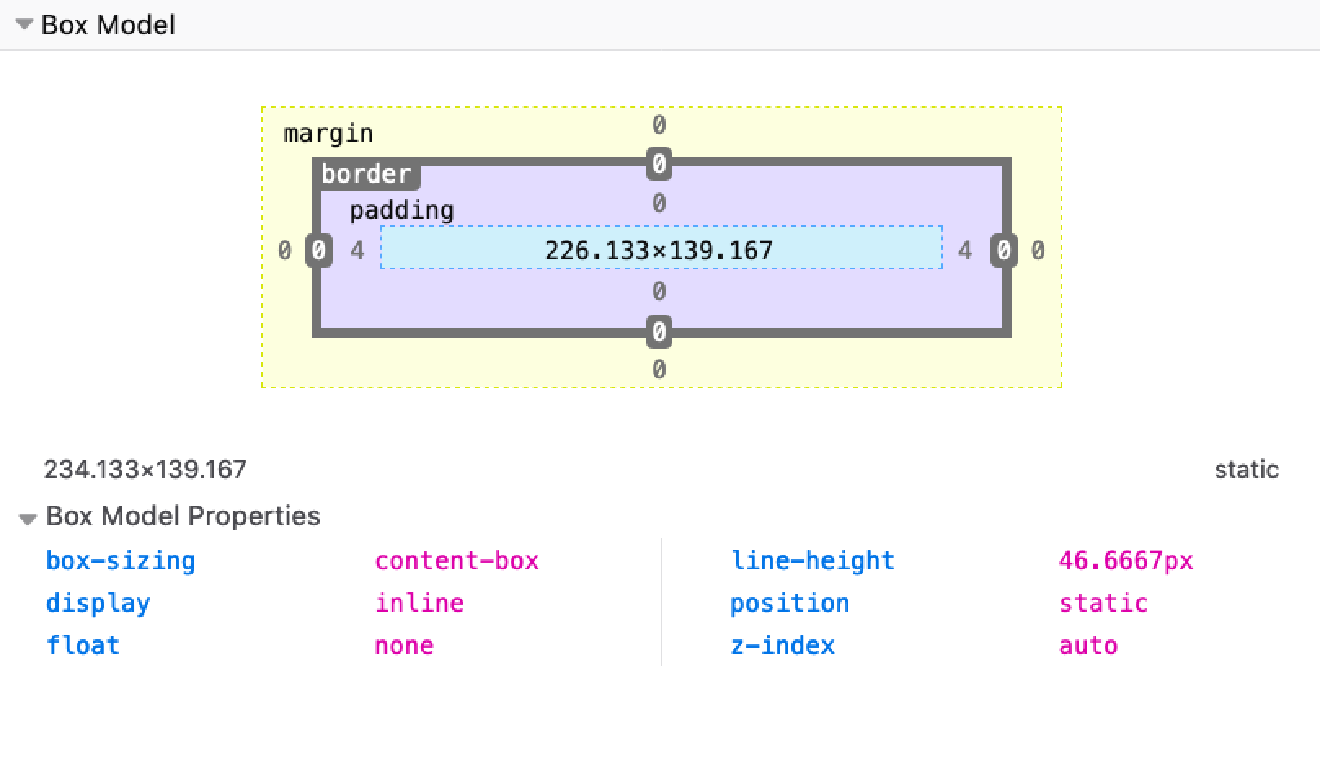 Box Model
margin 0
border 0
padding 0
0 0 4 226.133×139.167 4 0 0
0
0
0
234.133×139.167 static
Box Model Properties
box-sizing content-box line-height 46.6667px
display inline position static
float none z-index auto